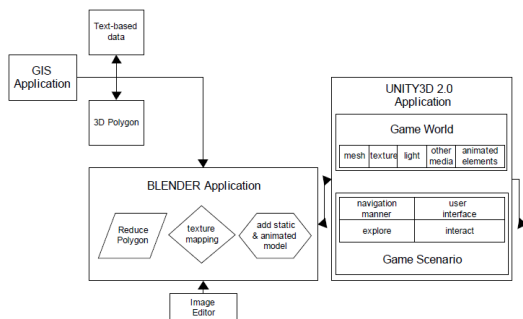 Text-based
data
GIS
Application
3D Polygon
UNITY3D 2.0
Application
Game World
mesh
texture
light
other
media
animated
elements
BLENDER Application
Reduce
Polygon
texture
mapping
add static
& animated
model
navigation
manner
user
interface
explore
interact
Game Scenario
Image
Editor